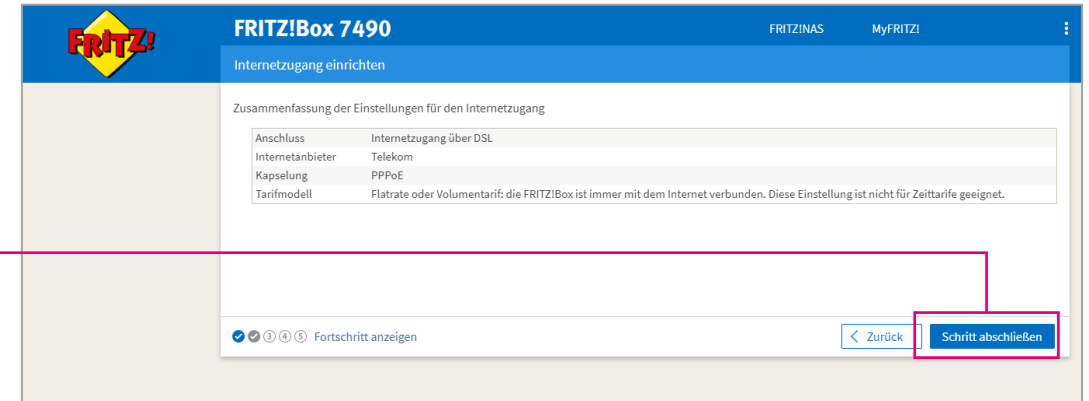 FRITZ!
FRITZ!Box 7490 FRITZ!NAS MyFRITZ!
Internetzugang einrichten
Zusammenfassung der Einstellungen für den Internetzugang
Anschluss Internetzugang über DSL
Internetanbieter Telekom
Kapselung PPPoE
Tarifmodell Flatrate oder Volumentarif: die FRITZ!Box ist immer mit dem Internet verbunden. Diese Einstellung ist nicht für Zeittarife geeignet.
3 4 5 Fortschritt anzeigen Zurück Schritt abschließen